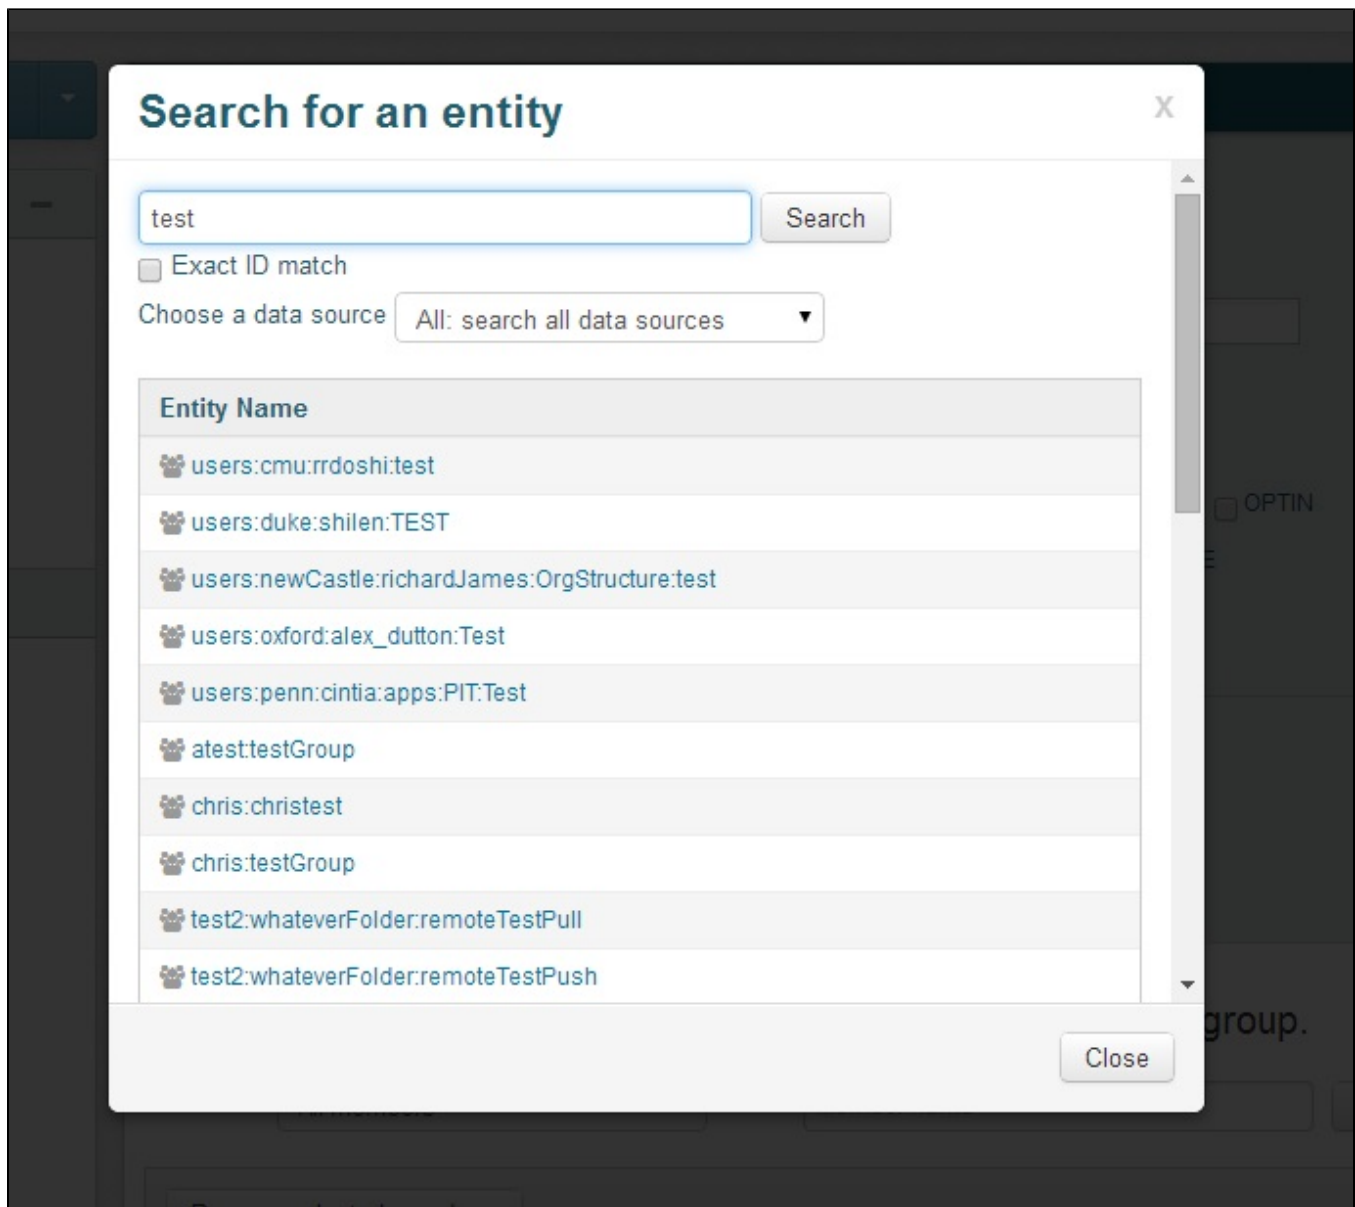 Search for an entity
X
test
Search
Exact ID match
Choose a data source
All: search all data sources
Entity Name
users:cmu:rrdoshi:test
users:duke:shilen:TEST
OPTIN
users:newCastle:richardJames:OrgStructure:test
users:oxford:alex_dutton:Test
users:penn:cintia:apps:PIT:Test
atest:testGroup
chris:christest
chris:testGroup
test2:whateverFolder:remoteTestPull
test2:whateverFolder:remoteTestPush
group.
Close